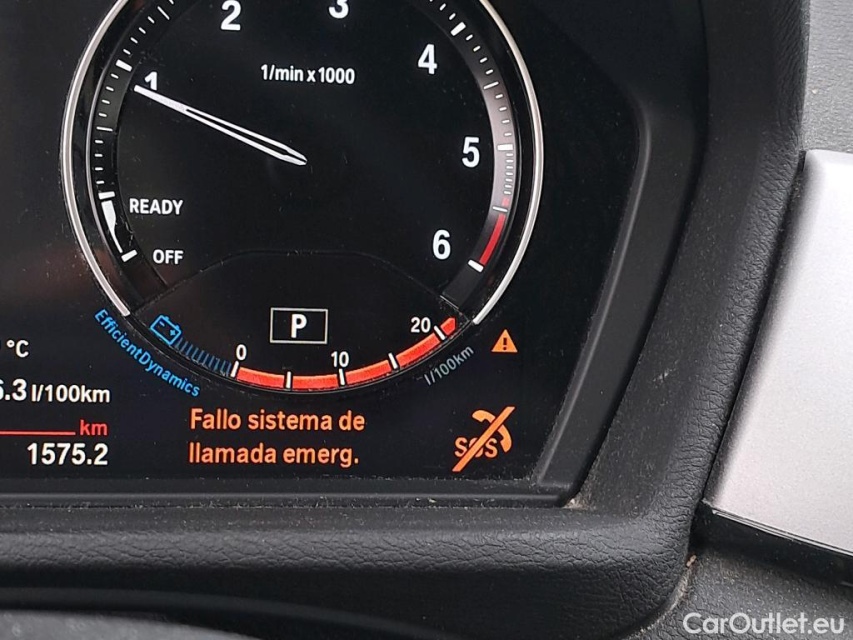 2
3
1
1/min x 1000
4
5
READY
6
OFF
P
20
EfficientDynamics
0
10
l/100km
°C
.3 l/100km
Fallo sistema de
km
llamada emerg.
SOS
1575.2
CarOutlet.eu